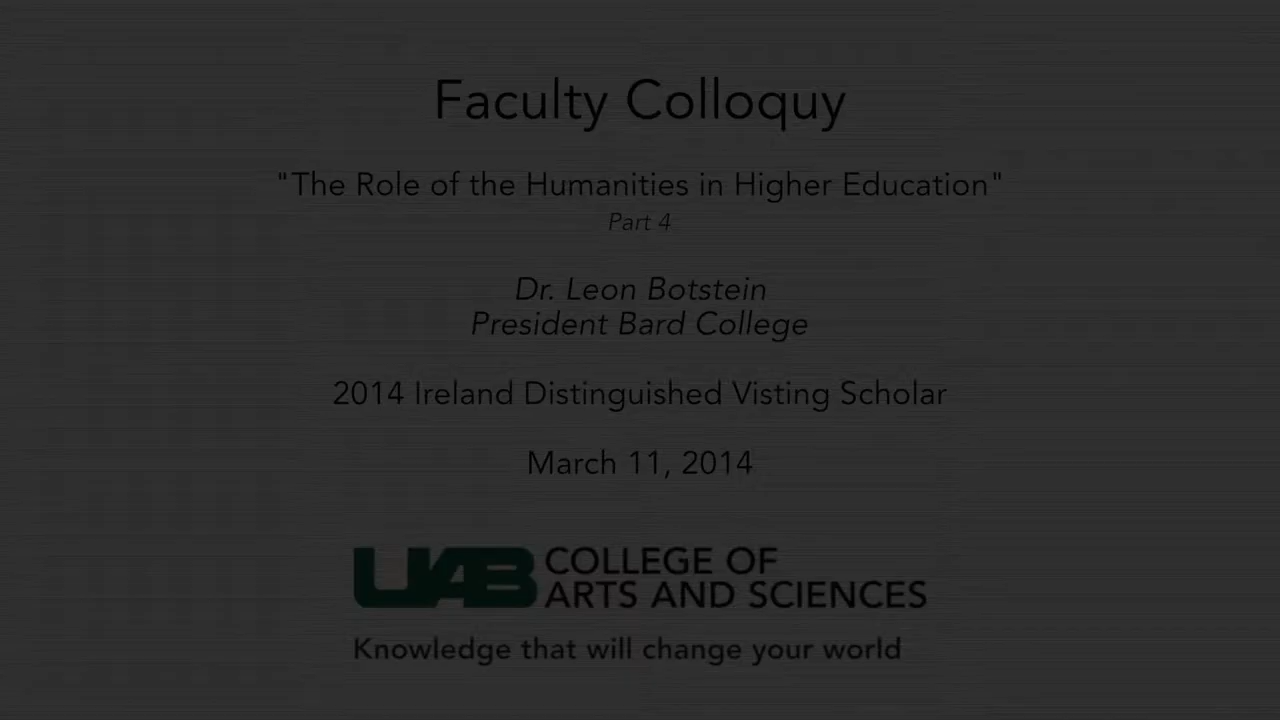 Faculty Colloquy
"The Role of the Humanities in Higher Education"
Part 4
Dr. Leon Botstein
President Bard College
2014 Ireland Distinguished Visting Scholar
March 11, 2014
UAB COLLEGE OF
ARTS AND SCIENCES
Knowledge that will change your world